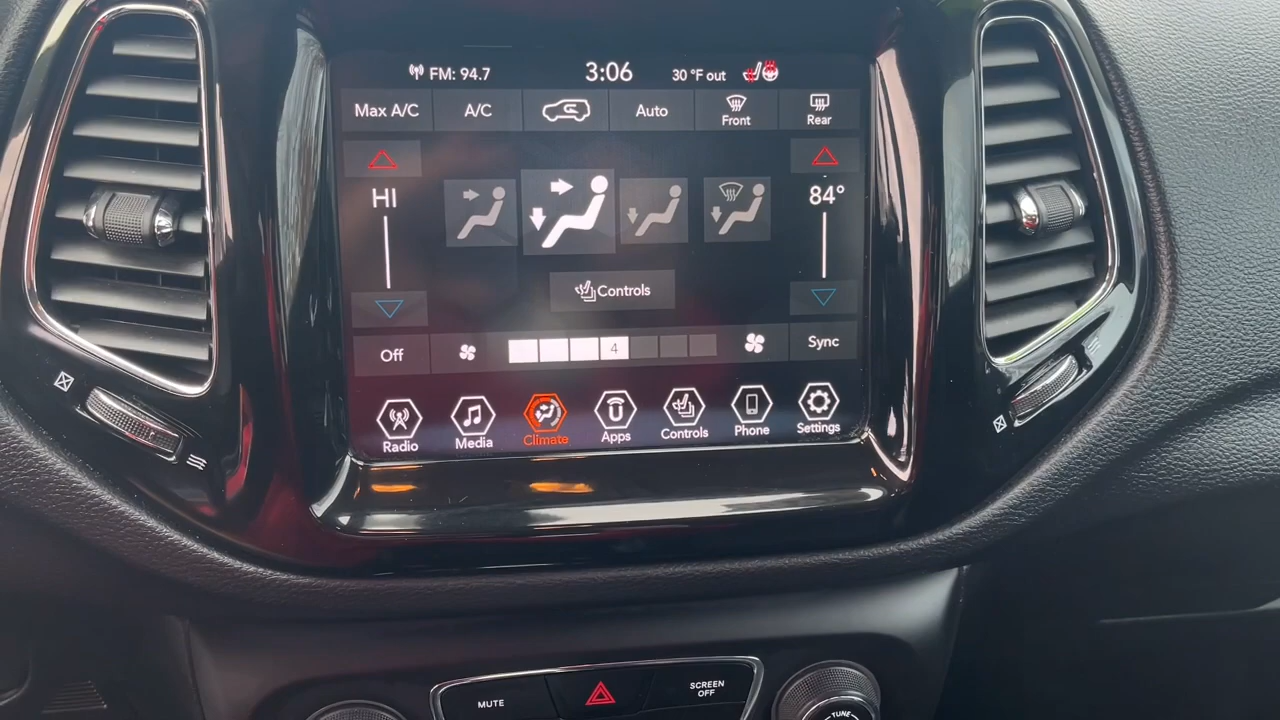 FM: 94.7
3:06
30 °F out
Max A/C
A/C
Auto
Front
Rear
HI
84°
Controls
Off
4
Sync
Radio
Media
Climate
Apps
Controls
Phone
Settings
MUTE
SCREEN
OFF
TUNE